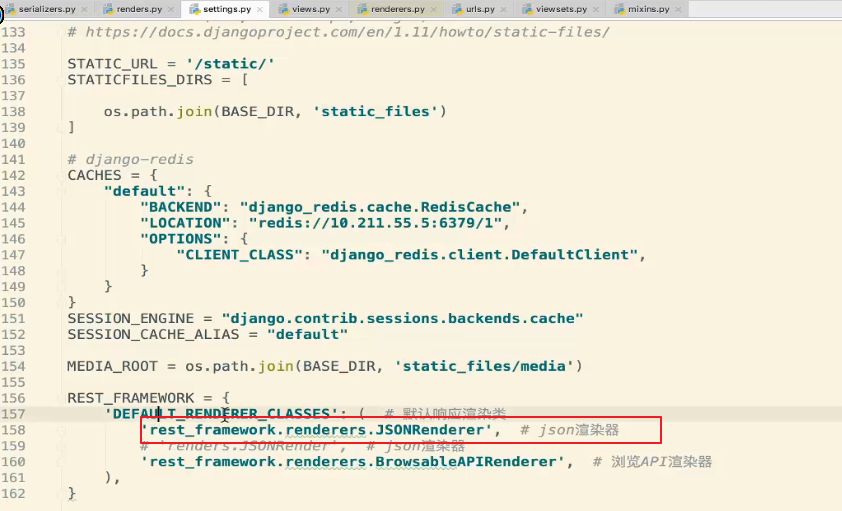 serializers.py × renders.py × settings.py × views.py × renderers.py × urls.py × viewsets.py × mixins.py ×
133 # https://docs.djangoproject.com/en/1.11/howto/static-files/
134
135 STATIC_URL = '/static/'
136 STATICFILES_DIRS = [
137
138 os.path.join(BASE_DIR, 'static_files')
139 ]
140
141 # django-redis
142 CACHES = {
143 "default": {
144 "BACKEND": "django_redis.cache.RedisCache",
145 "LOCATION": "redis://10.211.55.5:6379/1",
146 "OPTIONS": {
147 "CLIENT_CLASS": "django_redis.client.DefaultClient",
148 }
149 }
150 }
151 SESSION_ENGINE = "django.contrib.sessions.backends.cache"
152 SESSION_CACHE_ALIAS = "default"
153
154 MEDIA_ROOT = os.path.join(BASE_DIR, 'static_files/media')
155
156 REST_FRAMEWORK = {
157 'DEFAULT_RENDERER_CLASSES': ( # 默认响应渲染类
158 'rest_framework.renderers.JSONRenderer', # json渲染器
159 # 'renders.JSONRender', # json渲染器
160 'rest_framework.renderers.BrowsableAPIRenderer', # 浏览API渲染器
161 ),
162 }